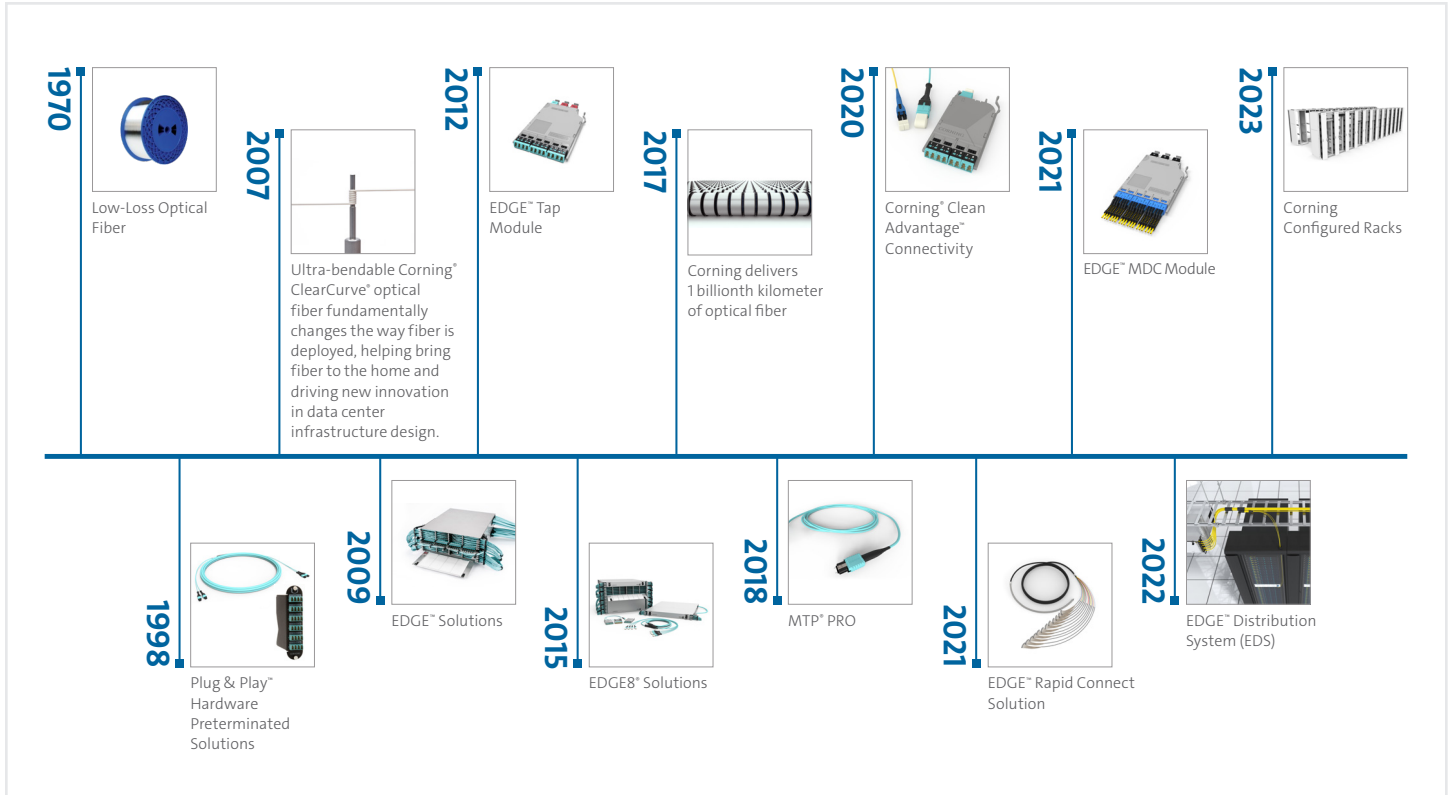 1970
Low-Loss Optical
Fiber
2007
Ultra-bendable Corning®
ClearCurve® optical
fiber fundamentally
changes the way fiber is
deployed, helping bring
fiber to the home and
driving new innovation
in data center
infrastructure design.
2012
EDGE™ Tap
Module
2017
Corning delivers
1 billionth kilometer
of optical fiber
2020
Corning® Clean
Advantage™
Connectivity
2021
EDGE™ MDC Module
2023
Corning
Configured Racks
1998
Plug & Play™
Hardware
Preterminated
Solutions
2009
EDGE™ Solutions
2015
EDGE8® Solutions
2018
MTP® PRO
2021
EDGE™ Rapid Connect
Solution
2022
EDGE™ Distribution
System (EDS)